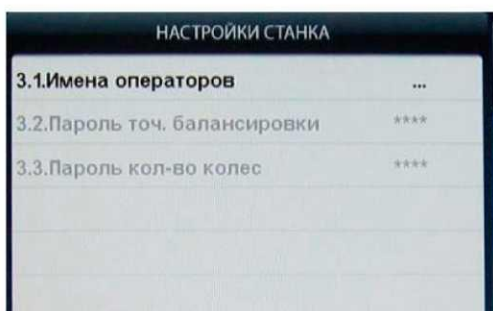 НАСТРОЙКИ СТАНКА
3.1.Имена операторов ...
3.2.Пароль точ. балансировки ****
3.3.Пароль кол-во колес ****